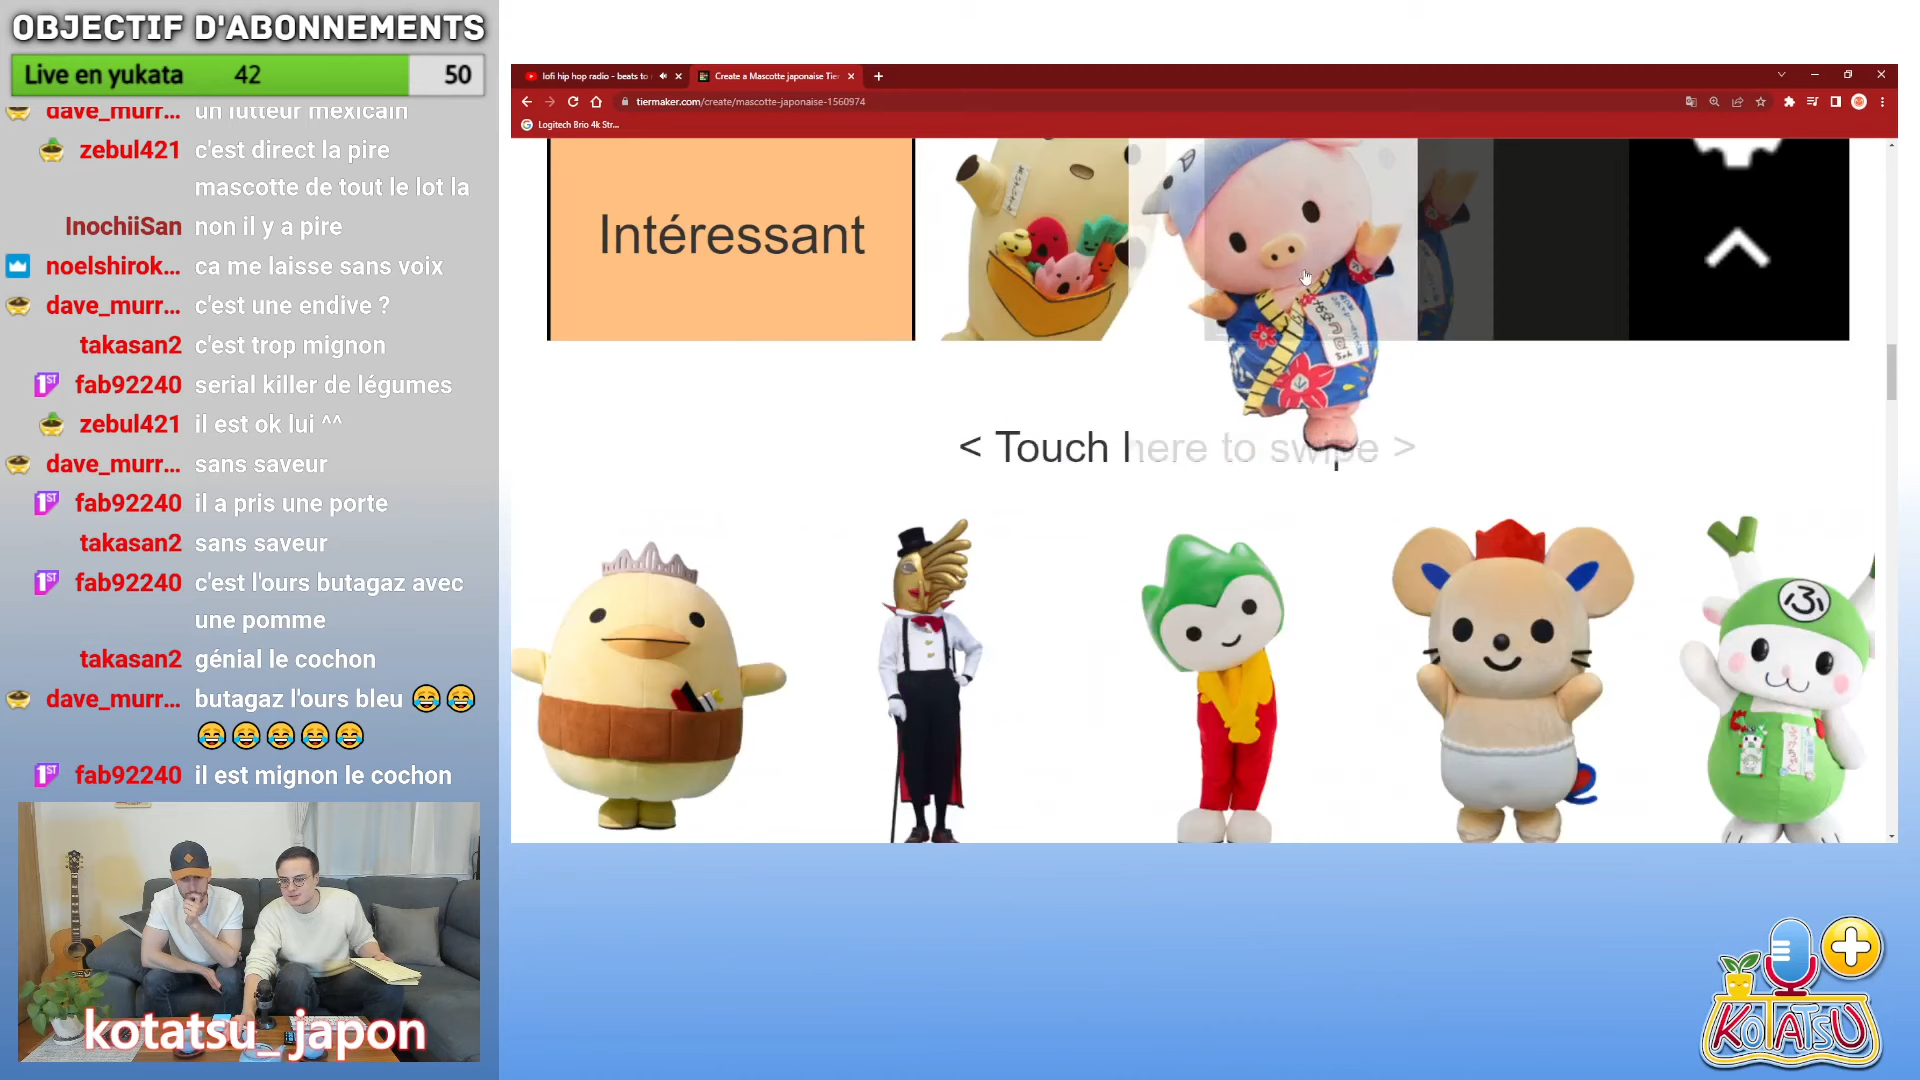 OBJECTIF D'ABONNEMENTS
Live en yukata 42 50
dave_murr... un lutteur mexicain
zebul421 c'est direct la pire
mascotte de tout le lot la
InochiiSan non il y a pire
noelshirok... ca me laisse sans voix
dave_murr... c'est une endive ?
takasan2 c'est trop mignon
1ST fab92240 serial killer de légumes
zebul421 il est ok lui ^^
dave_murr... sans saveur
1ST fab92240 il a pris une porte
takasan2 sans saveur
1ST fab92240 c'est l'ours butagaz avec
une pomme
takasan2 génial le cochon
dave_murr... butagaz l'ours bleu 😂😂
😂😂😂😂😂
1ST fab92240 il est mignon le cochon
kotatsu_japon
lofi hip hop radio - beats to
Create a Mascotte japonaise Tier
tiermaker.com/create/mascotte-japonaise-1560974
Logitech Brio 4k Str...
Intéressant
< Touch here to swipe >
ふ
KOTATSU